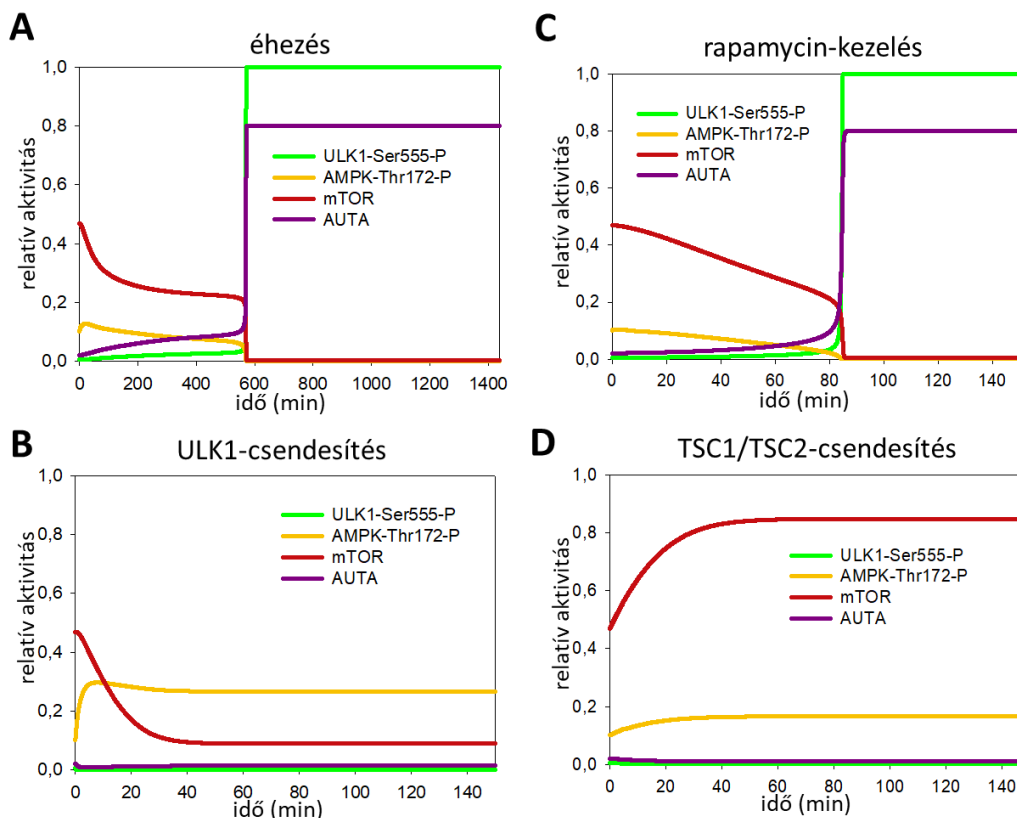 A
éhezés
relatív aktivitás
1,0
0,8
0,6
0,4
0,2
0,0
ULK1-Ser555-P
AMPK-Thr172-P
mTOR
AUTA
0 200 400 600 800 1000 1200 1400
idő (min)
C
rapamycin-kezelés
relatív aktivitás
1,0
0,8
0,6
0,4
0,2
0,0
ULK1-Ser555-P
AMPK-Thr172-P
mTOR
AUTA
0 20 40 60 80 100 120 140
idő (min)
B
ULK1-csendesítés
relatív aktivitás
1,0
0,8
0,6
0,4
0,2
0,0
ULK1-Ser555-P
AMPK-Thr172-P
mTOR
AUTA
0 20 40 60 80 100 120 140
idő (min)
D
TSC1/TSC2-csendesítés
relatív aktivitás
1,0
0,8
0,6
0,4
0,2
0,0
ULK1-Ser555-P
AMPK-Thr172-P
mTOR
AUTA
0 20 40 60 80 100 120 140
idő (min)